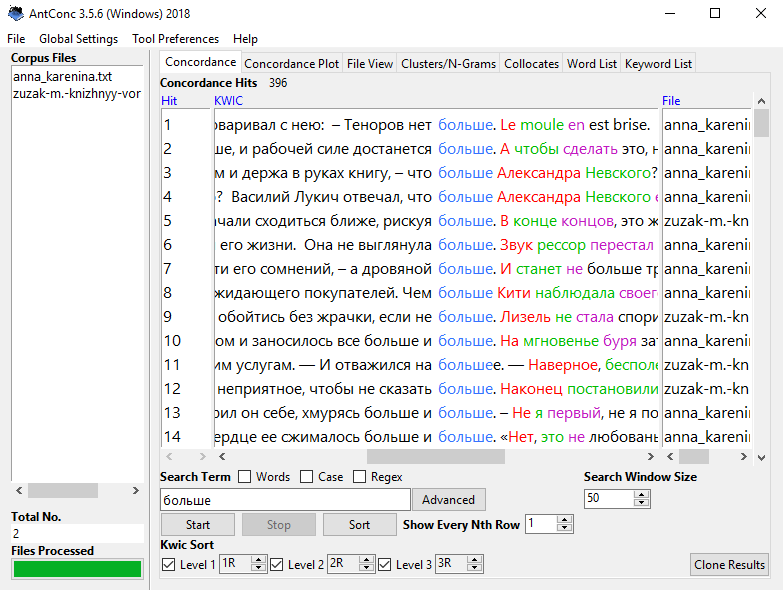 AntConc 3.5.6 (Windows) 2018
File Global Settings Tool Preferences Help
Corpus Files
anna_karenina.txt
zuzak-m.-knizhnyy-vor
Total No.
2
Files Processed
Concordance Concordance Plot File View Clusters/N-Grams Collocates Word List Keyword List
Concordance Hits 396
Hit KWIC File
1 оваривал с нею: – Теноров нет больше. Le moule en est brise. anna_kareni
2 ше, и рабочей силе достанется больше. А чтобы сделать это, н anna_kareni
3 м и держа в руках книгу, – что больше Александра Невского? anna_kareni
4 ? Василий Лукич отвечал, что больше Александра Невского anna_kareni
5 чали сходиться ближе, рискуя больше. В конце концов, это ж zuzak-m.-kn
6 его жизни. Она не выглянула больше. Звук рессор перестал anna_kareni
7 ти его сомнений, – а дровяной больше. И станет не больше тр anna_kareni
8 жидающего покупателей. Чем больше Кити наблюдала своег anna_kareni
9 обойтись без жрачки, если не больше. Лизель не стала спори zuzak-m.-kn
10 ом и заносилось все больше и больше. На мгновенье буря зат anna_kareni
11 им услугам. — И отважился на большее. — Наверное, бесполе zuzak-m.-kn
12 неприятное, чтобы не сказать больше. Наконец постановили zuzak-m.-kn
13 рил он себе, хмурясь больше и больше. – Не я первый, не я по anna_kareni
14 ердце ее сжималось больше и больше. «Нет, это не любовань anna_kareni
Search Term Words Case Regex Search Window Size
больше Advanced 50
Start Stop Sort Show Every Nth Row 1
Kwic Sort
Level 1 1R Level 2 2R Level 3 3R Clone Results